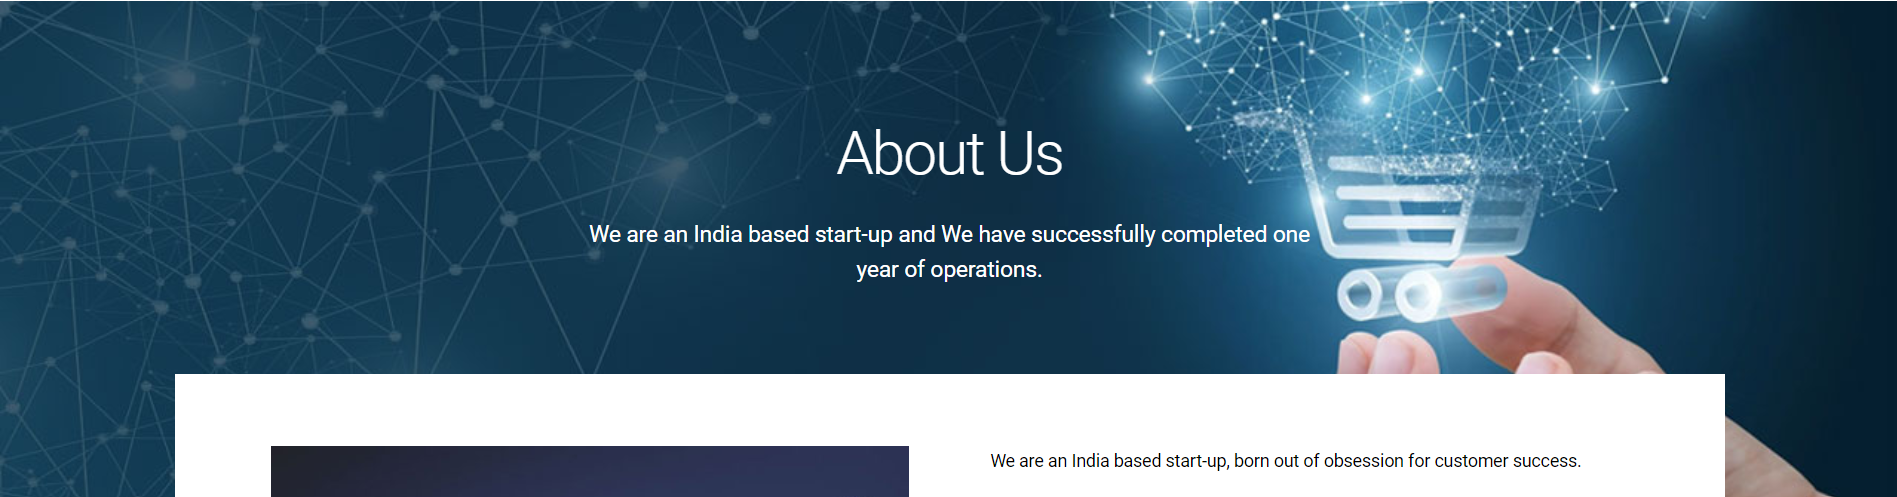 About Us
We are an India based start-up and We have successfully completed one
year of operations.
We are an India based start-up, born out of obsession for customer success.